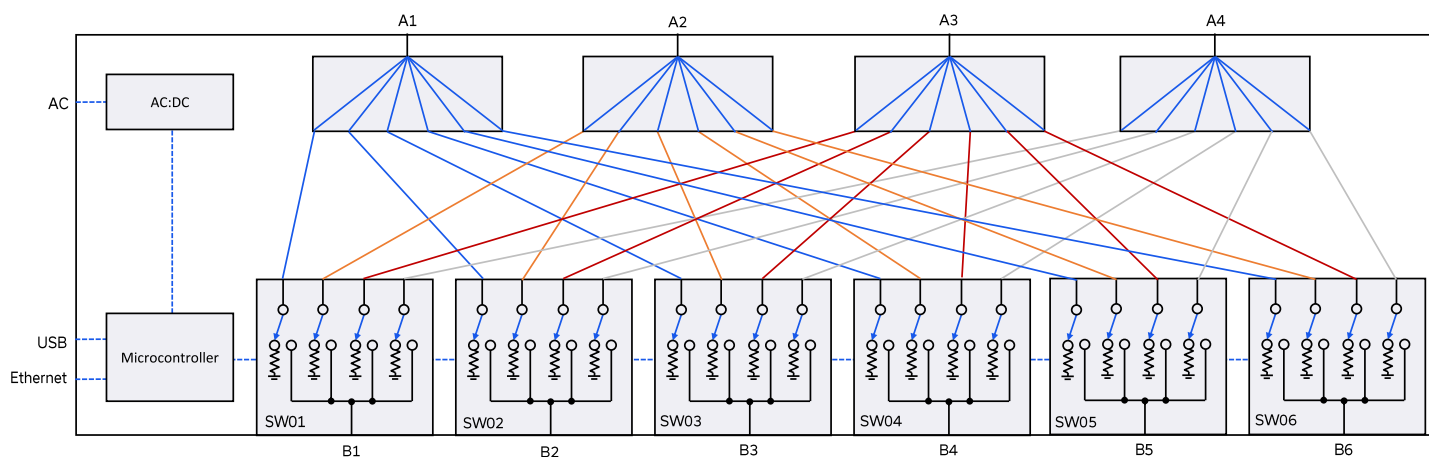 A1
A2
A3
A4
AC
AC:DC
USB
Microcontroller
Ethernet
SW01
SW02
SW03
SW04
SW05
SW06
B1
B2
B3
B4
B5
B6